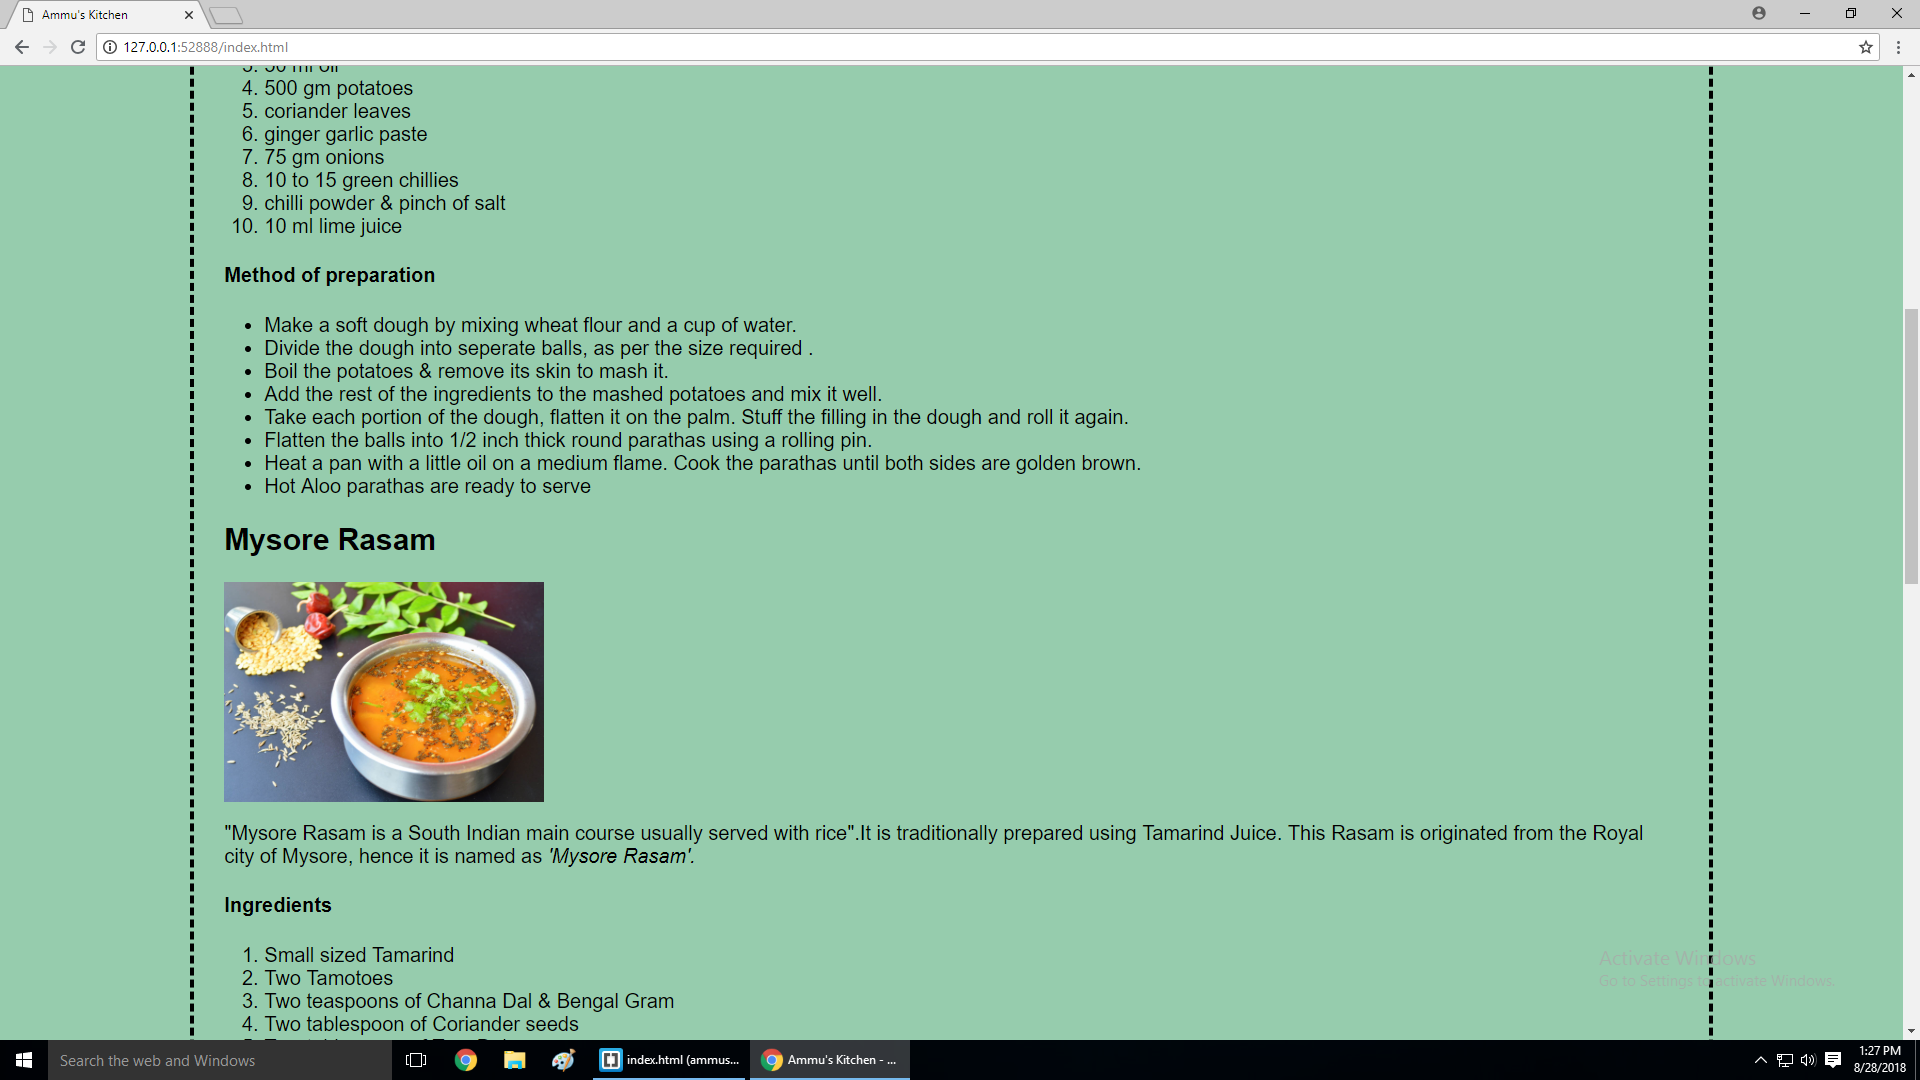 Ammu's Kitchen
127.0.0.1:52888/index.html
3. 50 ml oil
4. 500 gm potatoes
5. coriander leaves
6. ginger garlic paste
7. 75 gm onions
8. 10 to 15 green chillies
9. chilli powder & pinch of salt
10. 10 ml lime juice
Method of preparation
• Make a soft dough by mixing wheat flour and a cup of water.
• Divide the dough into seperate balls, as per the size required .
• Boil the potatoes & remove its skin to mash it.
• Add the rest of the ingredients to the mashed potatoes and mix it well.
• Take each portion of the dough, flatten it on the palm. Stuff the filling in the dough and roll it again.
• Flatten the balls into 1/2 inch thick round parathas using a rolling pin.
• Heat a pan with a little oil on a medium flame. Cook the parathas until both sides are golden brown.
• Hot Aloo parathas are ready to serve
Mysore Rasam
"Mysore Rasam is a South Indian main course usually served with rice".It is traditionally prepared using Tamarind Juice. This Rasam is originated from the Royal
city of Mysore, hence it is named as 'Mysore Rasam'.
Ingredients
1. Small sized Tamarind
2. Two Tamotoes
3. Two teaspoons of Channa Dal & Bengal Gram
4. Two tablespoon of Coriander seeds
Activate Windows
Go to Settings to activate Windows.
Search the web and Windows
index.html (ammus...
Ammu's Kitchen - ...
1:27 PM
8/28/2018